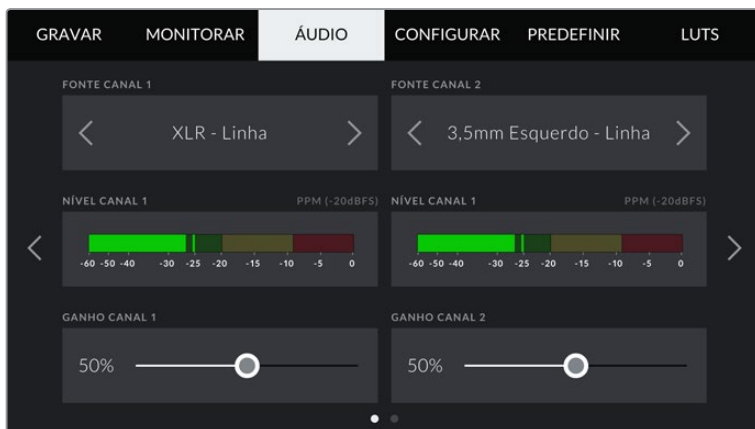 GRAVAR MONITORAR ÁUDIO CONFIGURAR PREDEFINIR LUTS
FONTE CANAL 1 FONTE CANAL 2
XLR - Linha 3,5mm Esquerdo - Linha
NÍVEL CANAL 1 PPM (-20dBFS) NÍVEL CANAL 1 PPM (-20dBFS)
-60 -50 -40 -30 -25 -20 -15 -10 -5 0 -60 -50 -40 -30 -25 -20 -15 -10 -5 0
GANHO CANAL 1 GANHO CANAL 2
50% 50%